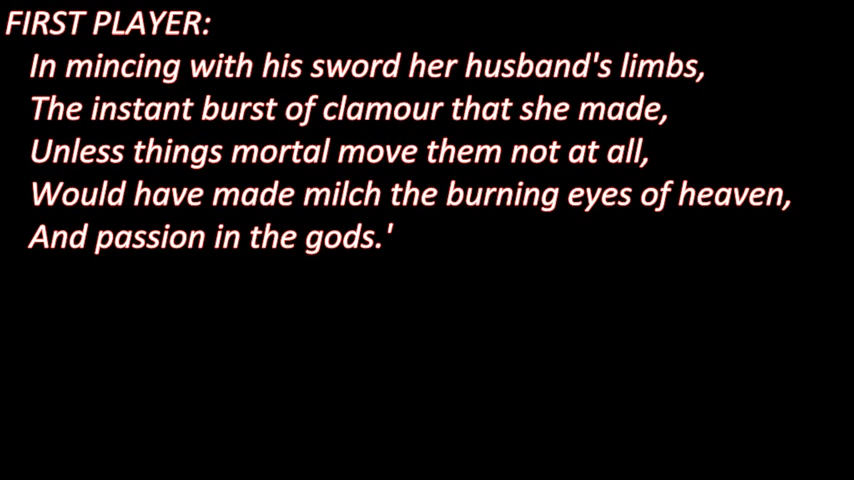 FIRST PLAYER:
In mincing with his sword her husband's limbs,
The instant burst of clamour that she made,
Unless things mortal move them not at all,
Would have made milch the burning eyes of heaven,
And passion in the gods.'